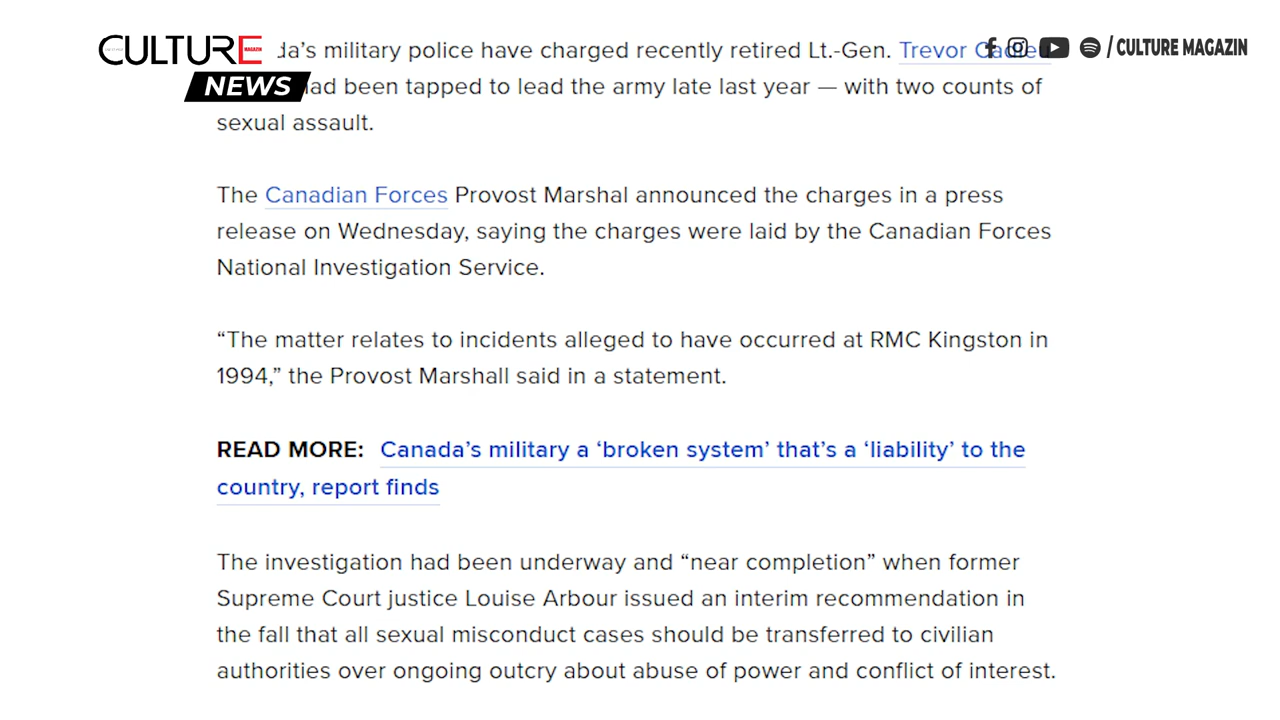 CULTURE
MAGAZIN
NEWS
/ CULTURE MAGAZIN
da's military police have charged recently retired Lt.-Gen. Trevor Cadieu
had been tapped to lead the army late last year — with two counts of
sexual assault.
The Canadian Forces Provost Marshal announced the charges in a press
release on Wednesday, saying the charges were laid by the Canadian Forces
National Investigation Service.
“The matter relates to incidents alleged to have occurred at RMC Kingston in
1994,” the Provost Marshall said in a statement.
READ MORE: Canada’s military a ‘broken system’ that’s a ‘liability’ to the
country, report finds
The investigation had been underway and “near completion” when former
Supreme Court justice Louise Arbour issued an interim recommendation in
the fall that all sexual misconduct cases should be transferred to civilian
authorities over ongoing outcry about abuse of power and conflict of interest.